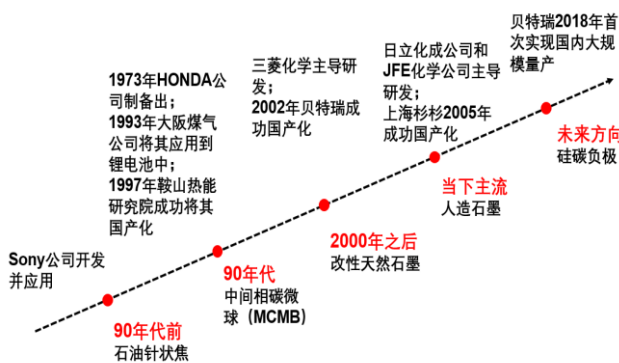 贝特瑞2018年首
次实现国内大规
模量产
日立化成公司和
JFE化学公司主导
研发；
上海杉杉2005年
成功国产化
三菱化学主导研
发；
2002年贝特瑞成
功国产化
1973年HONDA公
司制备出；
1993年大阪煤气
公司将其应用到
锂电池中；
1997年鞍山热能
研究院成功将其
国产化
Sony公司开发
并应用
未来方向
硅碳负极
当下主流
人造石墨
2000年之后
改性天然石墨
90年代
中间相碳微
球（MCMB）
90年代前
石油针状焦